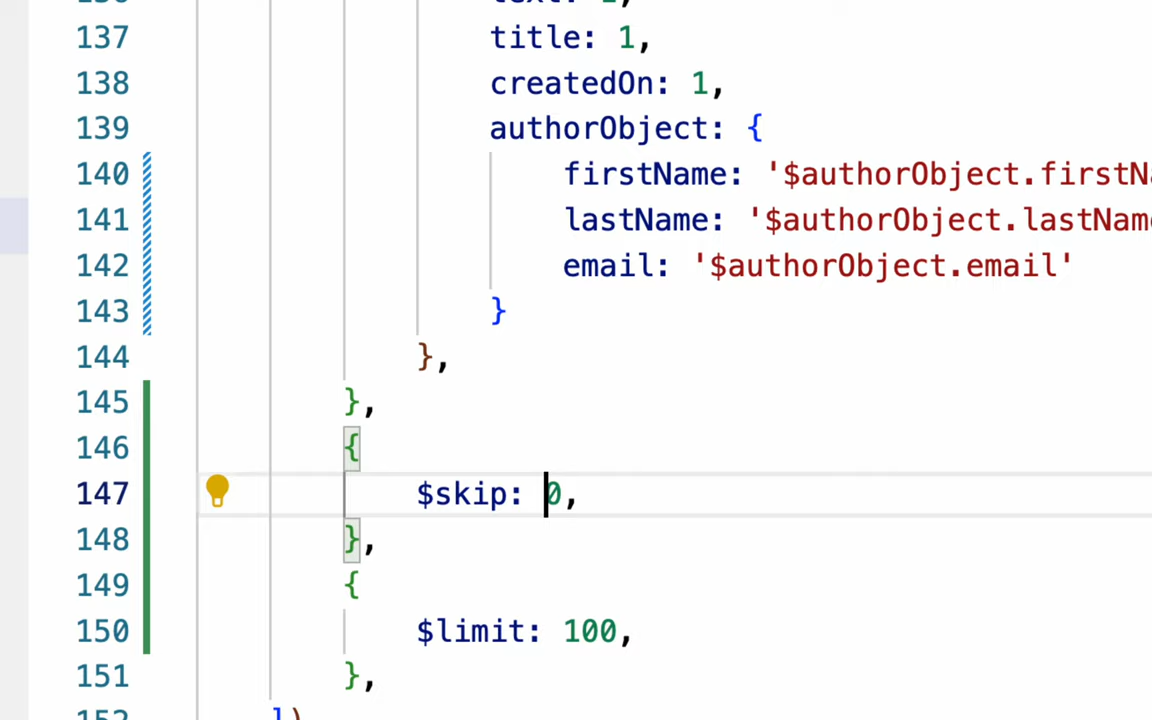 137 title: 1,
138 createdOn: 1,
139 authorObject: {
140 firstName: '$authorObject.firstNa
141 lastName: '$authorObject.lastName
142 email: '$authorObject.email'
143 }
144 },
145 },
146 {
147 $skip: 0,
148 },
149 {
150 $limit: 100,
151 },
])